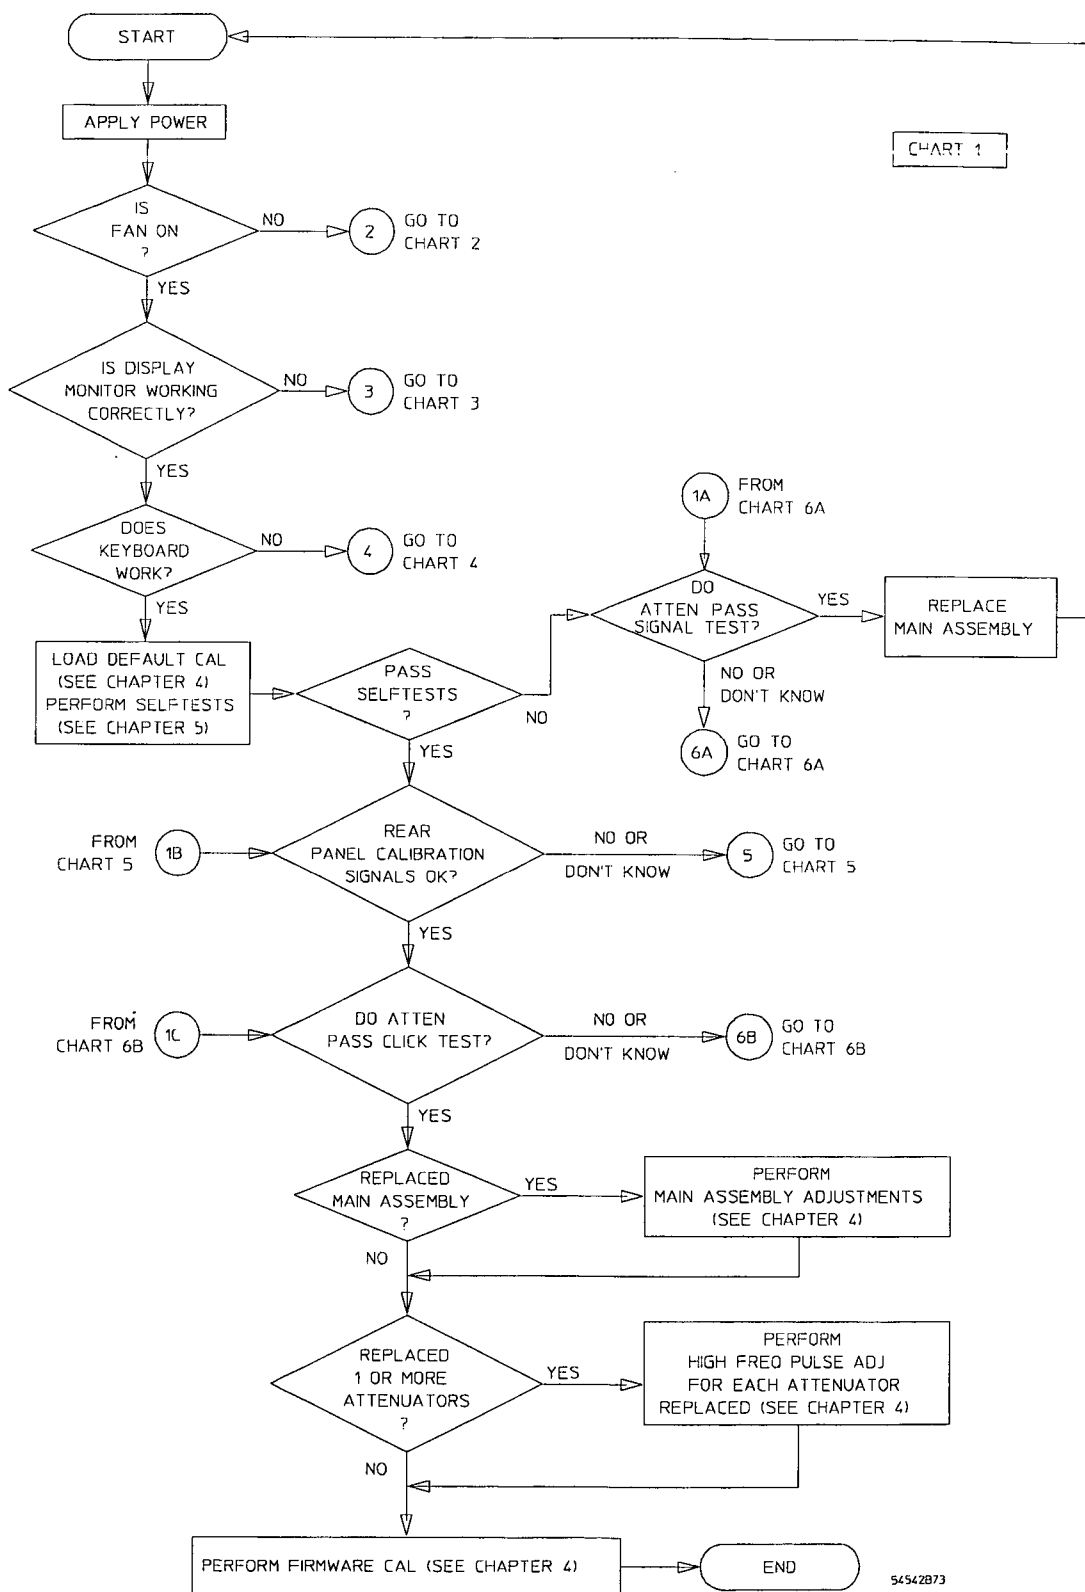 START
APPLY POWER
CHART 1
IS
FAN ON
?
NO
2
GO TO
CHART 2
YES
IS DISPLAY
MONITOR WORKING
CORRECTLY?
NO
3
GO TO
CHART 3
YES
DOES
KEYBOARD
WORK?
NO
4
GO TO
CHART 4
YES
1A
FROM
CHART 6A
DO
ATTEN PASS
SIGNAL TEST?
YES
REPLACE
MAIN ASSEMBLY
NO OR
DON'T KNOW
6A
GO TO
CHART 6A
LOAD DEFAULT CAL
(SEE CHAPTER 4)
PERFORM SELFTESTS
(SEE CHAPTER 5)
PASS
SELFTESTS
?
NO
YES
FROM
CHART 5
1B
REAR
PANEL CALIBRATION
SIGNALS OK?
NO OR
DON'T KNOW
5
GO TO
CHART 5
YES
FROM
CHART 6B
1C
DO ATTEN
PASS CLICK TEST?
NO OR
DON'T KNOW
6B
GO TO
CHART 6B
YES
REPLACED
MAIN ASSEMBLY
?
YES
PERFORM
MAIN ASSEMBLY ADJUSTMENTS
(SEE CHAPTER 4)
NO
REPLACED
1 OR MORE
ATTENUATORS
?
YES
PERFORM
HIGH FREQ PULSE ADJ
FOR EACH ATTENUATOR
REPLACED (SEE CHAPTER 4)
NO
PERFORM FIRMWARE CAL (SEE CHAPTER 4)
END
54542B73